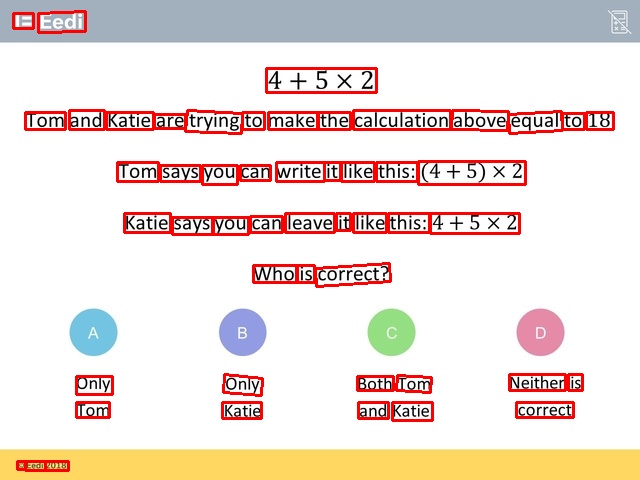 Eedi
4 + 5 × 2
Tom and Katie are trying to make the calculation above equal to 18
Tom says you can write it like this: (4 + 5) × 2
Katie says you can leave it like this: 4 + 5 × 2
Who is correct?
A B C D
Only Only Both Tom Neither is
Tom Katie and Katie correct
© Eedi 2018